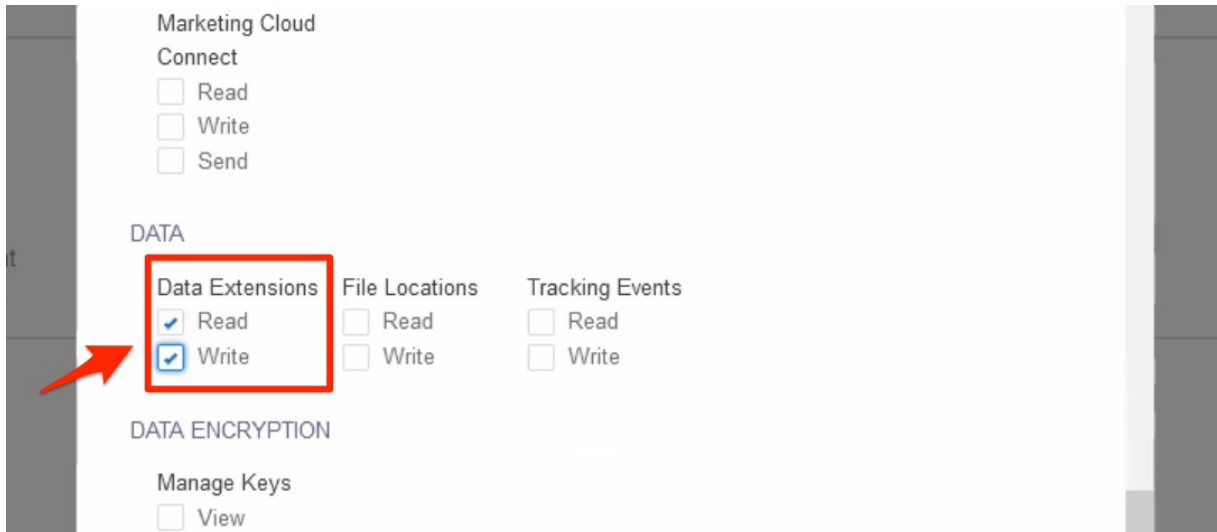 Marketing Cloud
Connect
Read
Write
Send
DATA
Data Extensions File Locations Tracking Events
Read Read Read
Write Write Write
DATA ENCRYPTION
Manage Keys
View